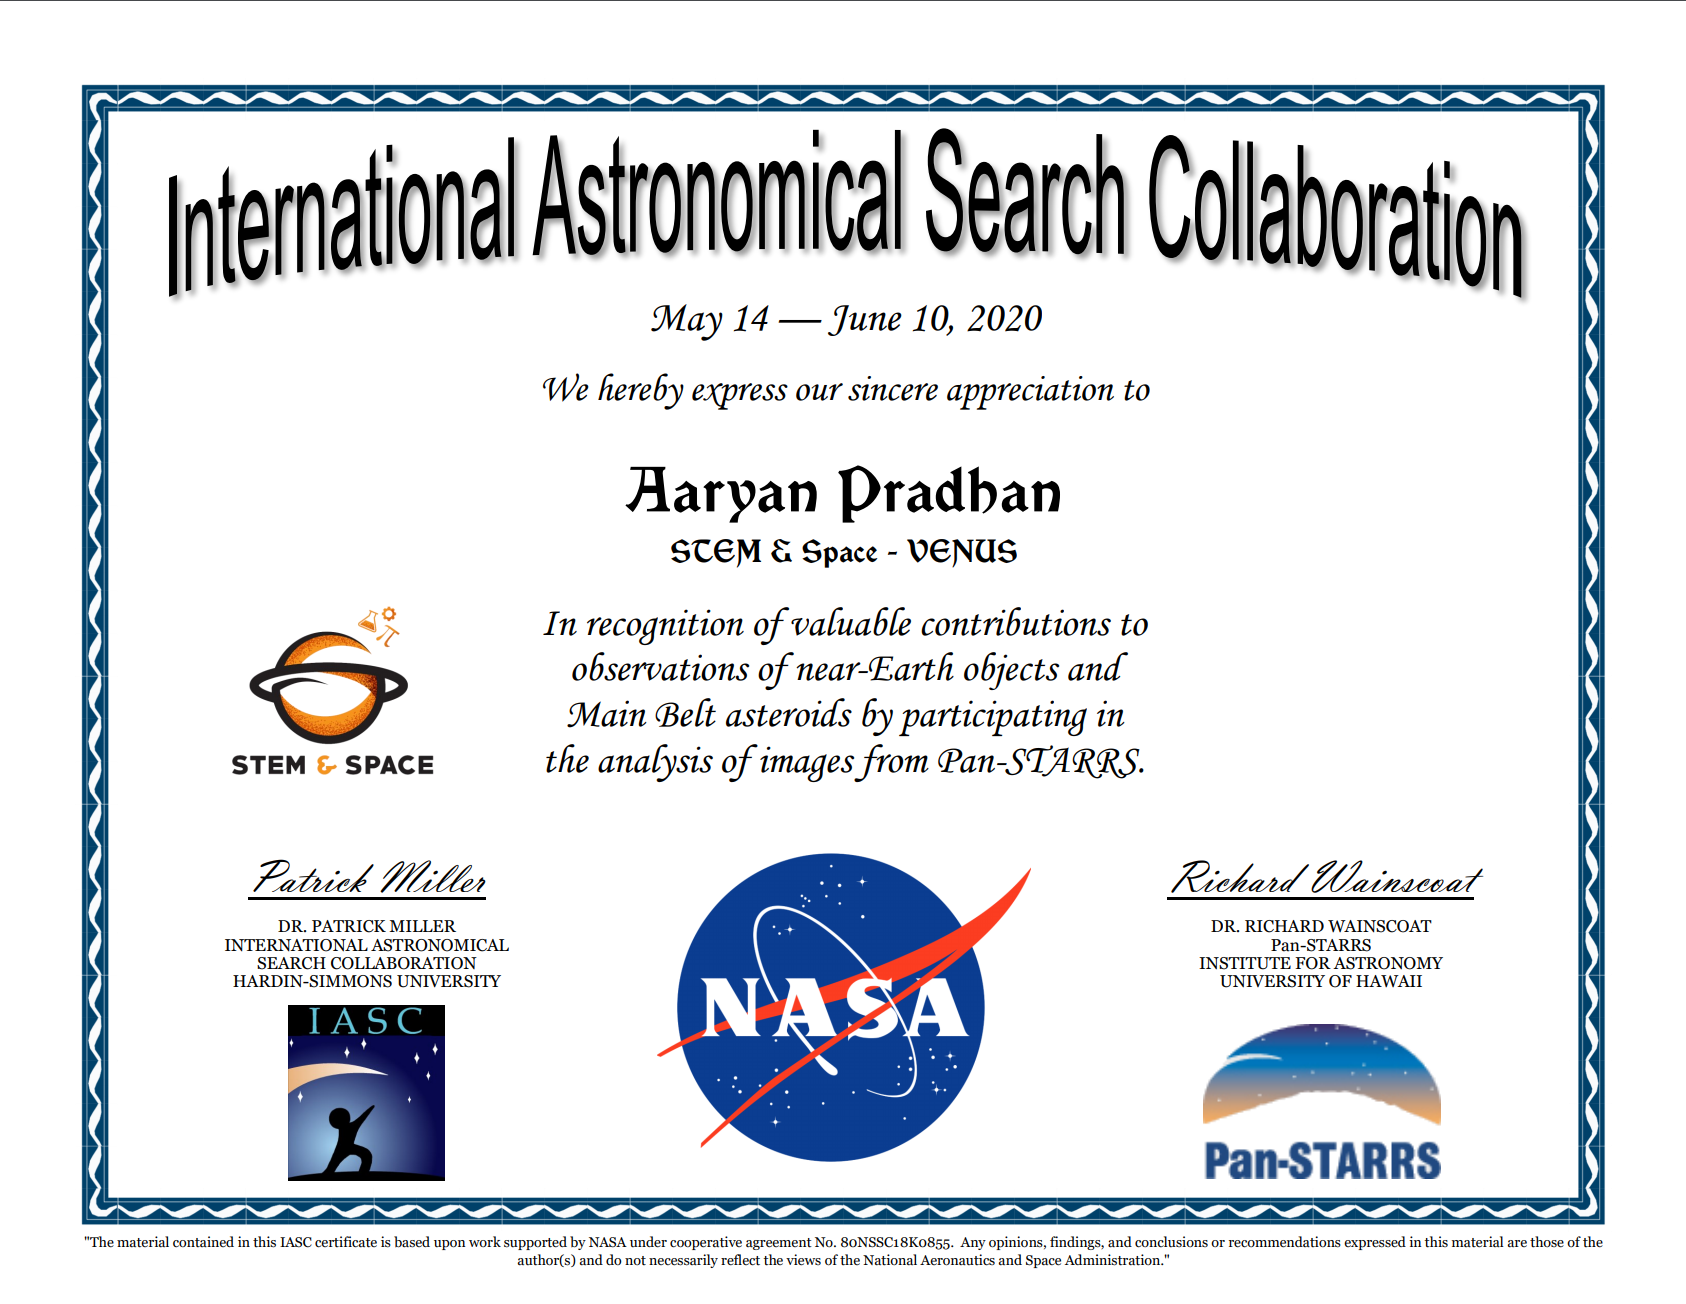 International Astronomical Search Collaboration
May 14 — June 10, 2020
We hereby express our sincere appreciation to
Aaryan Pradhan
STEM & Space - VENUS
In recognition of valuable contributions to
observations of near-Earth objects and
Main Belt asteroids by participating in
the analysis of images from Pan-STARRS.
STEM & SPACE
Patrick Miller
DR. PATRICK MILLER
INTERNATIONAL ASTRONOMICAL
SEARCH COLLABORATION
HARDIN-SIMMONS UNIVERSITY
IASC
NASA
Richard Wainscoat
DR. RICHARD WAINSCOAT
Pan-STARRS
INSTITUTE FOR ASTRONOMY
UNIVERSITY OF HAWAII
Pan-STARRS
"The material contained in this IASC certificate is based upon work supported by NASA under cooperative agreement No. 80NSSC18K0855.  Any opinions, findings, and conclusions or recommendations expressed in this material are those of the
author(s) and do not necessarily reflect the views of the National Aeronautics and Space Administration."